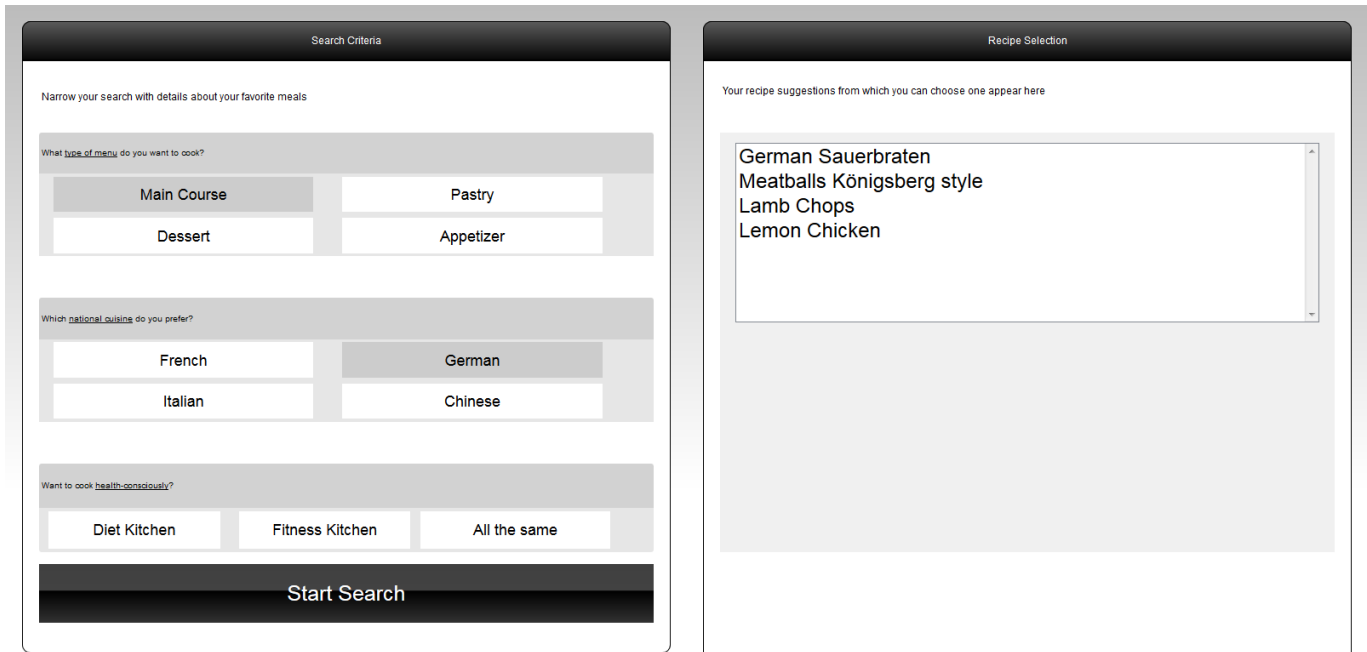 Search Criteria
Narrow your search with details about your favorite meals
What type of menu do you want to cook?
Main Course
Pastry
Dessert
Appetizer
Which national cuisine do you prefer?
French
German
Italian
Chinese
Want to cook health-consciously?
Diet Kitchen
Fitness Kitchen
All the same
Start Search
Recipe Selection
Your recipe suggestions from which you can choose one appear here
German Sauerbraten
Meatballs Königsberg style
Lamb Chops
Lemon Chicken